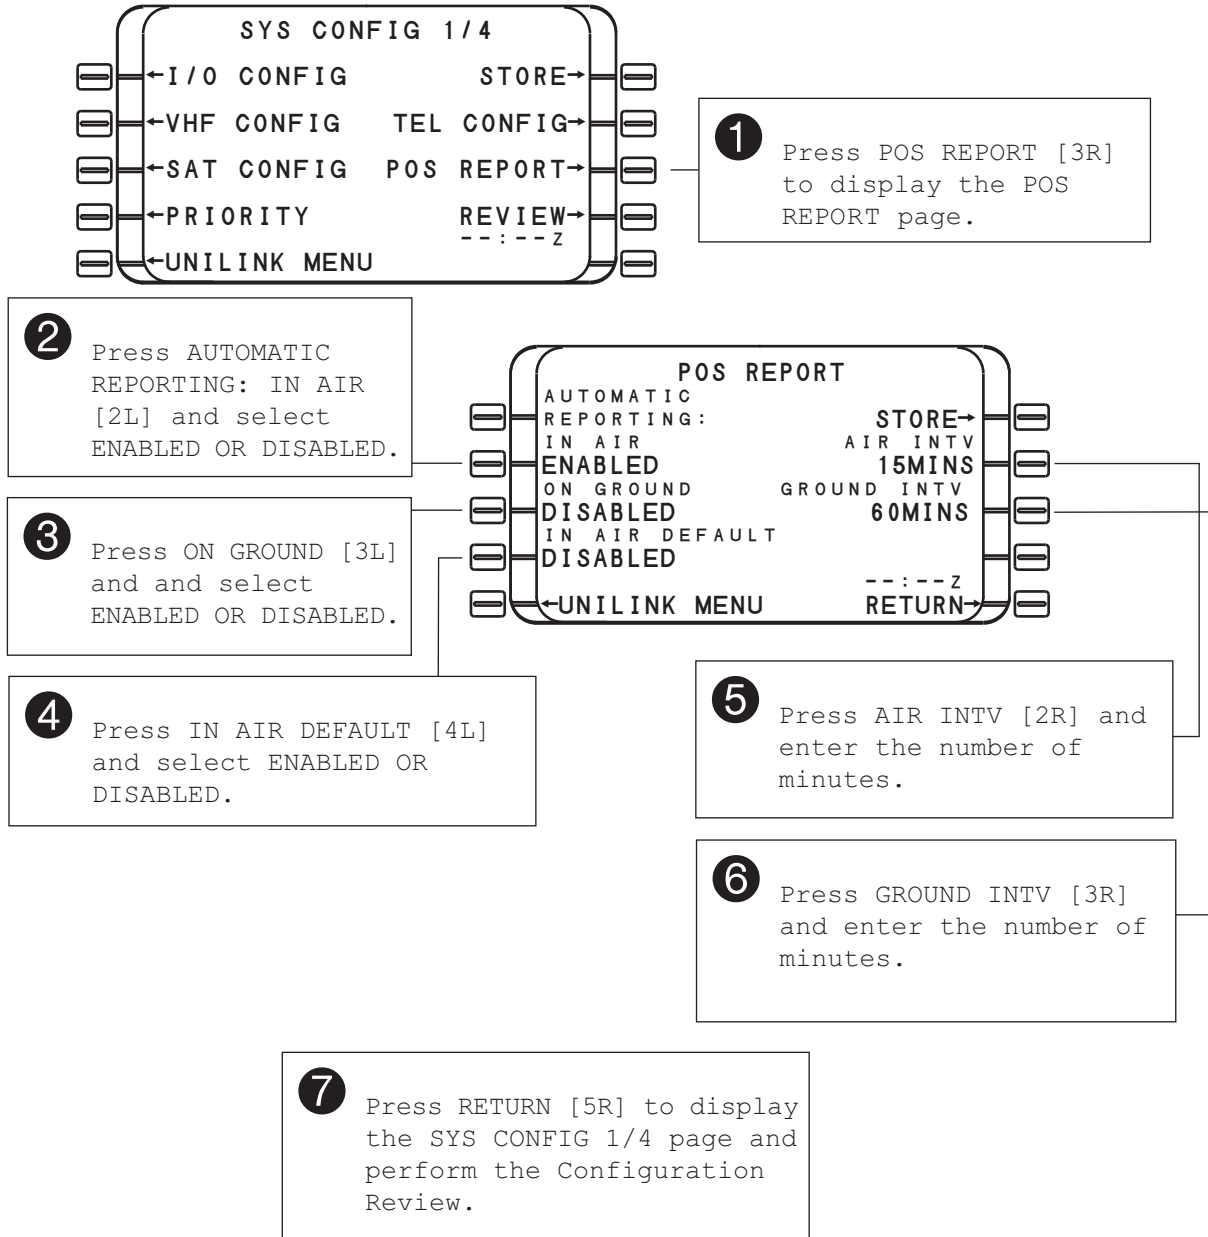 SYS CONFIG 1/4
←I/O CONFIG STORE→
←VHF CONFIG TEL CONFIG→
←SAT CONFIG POS REPORT→
←PRIORITY REVIEW→
--:--Z
←UNILINK MENU
1
Press POS REPORT [3R]
to display the POS
REPORT page.
2
Press AUTOMATIC
REPORTING: IN AIR
[2L] and select
ENABLED OR DISABLED.
3
Press ON GROUND [3L]
and and select
ENABLED OR DISABLED.
4
Press IN AIR DEFAULT [4L]
and select ENABLED OR
DISABLED.
POS REPORT
AUTOMATIC
REPORTING: STORE→
IN AIR AIR INTV
ENABLED 15MINS
ON GROUND GROUND INTV
DISABLED 60MINS
IN AIR DEFAULT
DISABLED
--:--Z
←UNILINK MENU RETURN→
5
Press AIR INTV [2R] and
enter the number of
minutes.
6
Press GROUND INTV [3R]
and enter the number of
minutes.
7
Press RETURN [5R] to display
the SYS CONFIG 1/4 page and
perform the Configuration
Review.